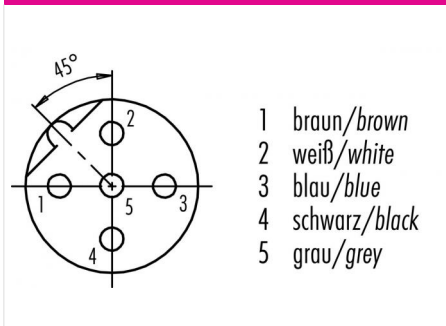 45°
2
1
5
3
4
1 braun/brown
2 weiß/white
3 blau/blue
4 schwarz/black
5 grau/grey